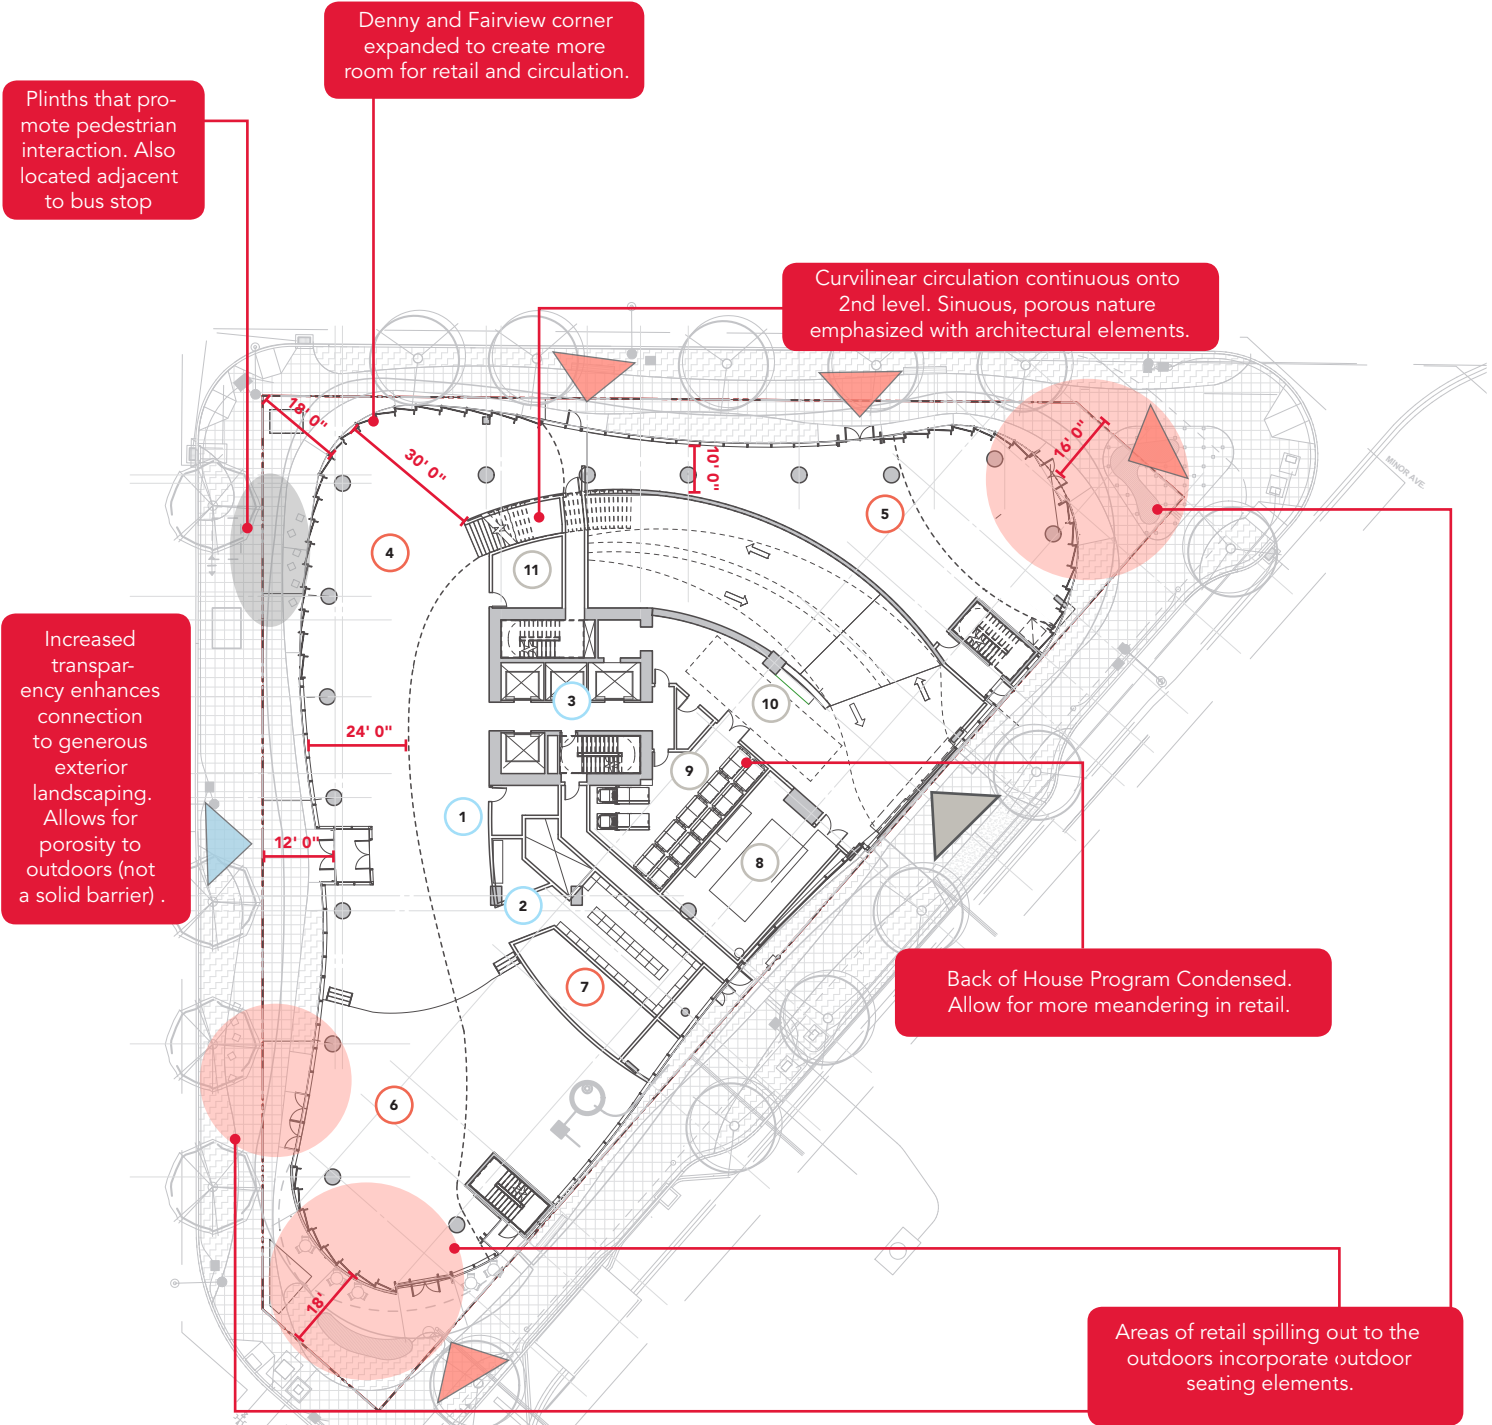 Denny and Fairview corner
expanded to create more
room for retail and circulation.
Plinths that pro-
mote pedestrian
interaction. Also
located adjacent
to bus stop
Curvilinear circulation continuous onto
2nd level. Sinuous, porous nature
emphasized with architectural elements.
18' 0"
30' 0"
10' 0"
16' 0"
MINOR AVE.
5
4
11
Increased
transpar-
ency enhances
connection
to generous
exterior
landscaping.
Allows for
porosity to
outdoors (not
a solid barrier) .
3
10
24' 0"
9
1
12' 0"
8
2
7
Back of House Program Condensed.
Allow for more meandering in retail.
6
18'
Areas of retail spilling out to the
outdoors incorporate outdoor
seating elements.